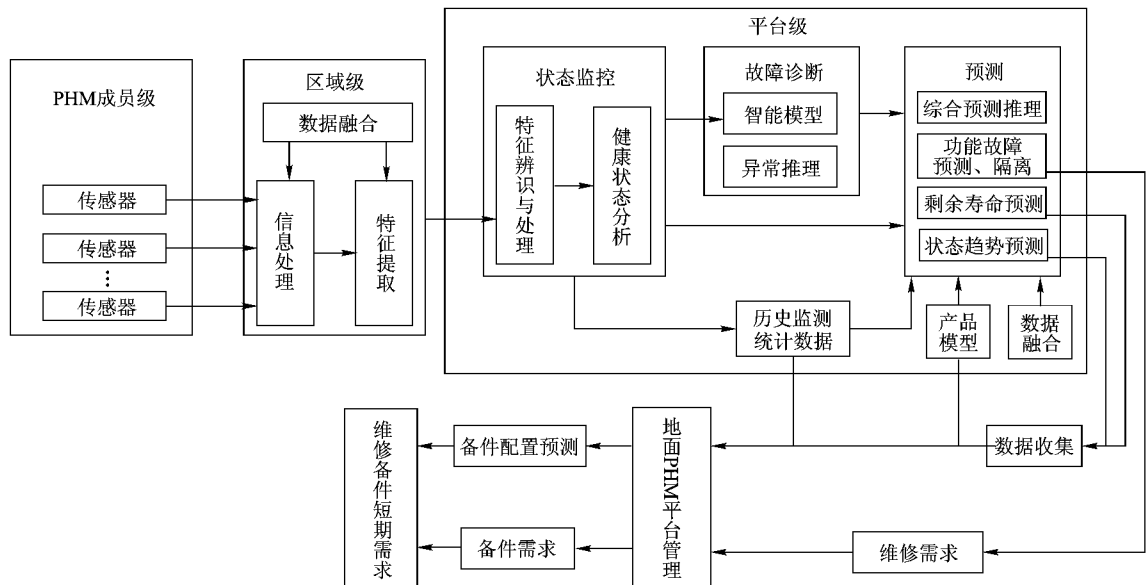 平台级
PHM成员级
传感器
传感器
传感器
区域级
数据融合
信息处理
特征提取
状态监控
特征辨识与处理
健康状态分析
故障诊断
智能模型
异常推理
预测
综合预测推理
功能故障
预测、隔离
剩余寿命预测
状态趋势预测
历史监测
统计数据
产品
模型
数据
融合
维修备件短期需求
备件配置预测
备件需求
地面PHM平台管理
数据收集
维修需求